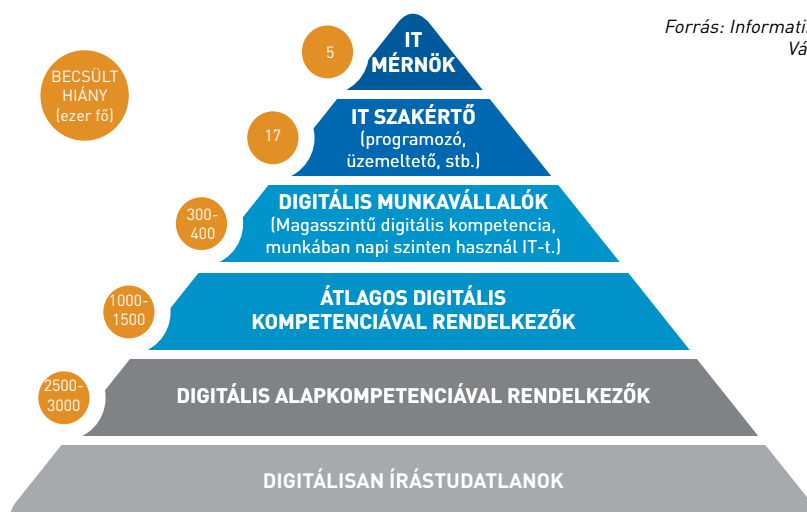 Forrás:
BECSÜLT
HIÁNY
(ezer fő)
5
IT
MÉRNÖK
17
IT SZAKÉRTŐ
(programozó,
üzemeltető, stb.)
300-
400
DIGITÁLIS MUNKAVÁLLALÓK
(Magasszintű digitális kompetencia,
munkában napi szinten használ IT-t.)
1000-
1500
ÁTLAGOS DIGITÁLIS
KOMPETENCIÁVAL RENDELKEZŐK
2500-
3000
DIGITÁLIS ALAPKOMPETENCIÁVAL RENDELKEZŐK
DIGITÁLISAN ÍRÁSTUDATLANOK